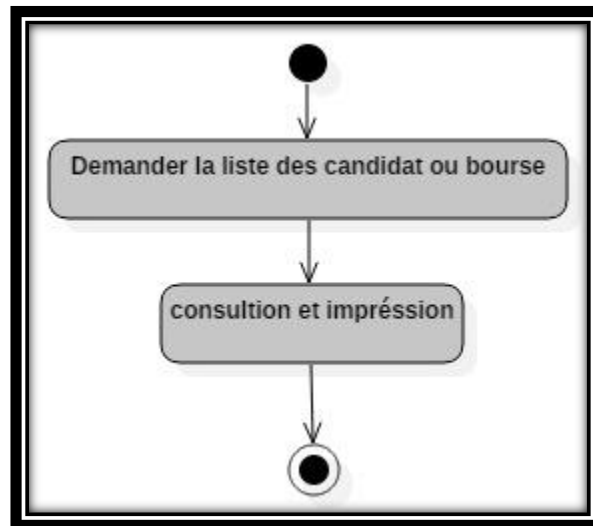 Demander la liste des candidat ou bourse
consultion et impréssion